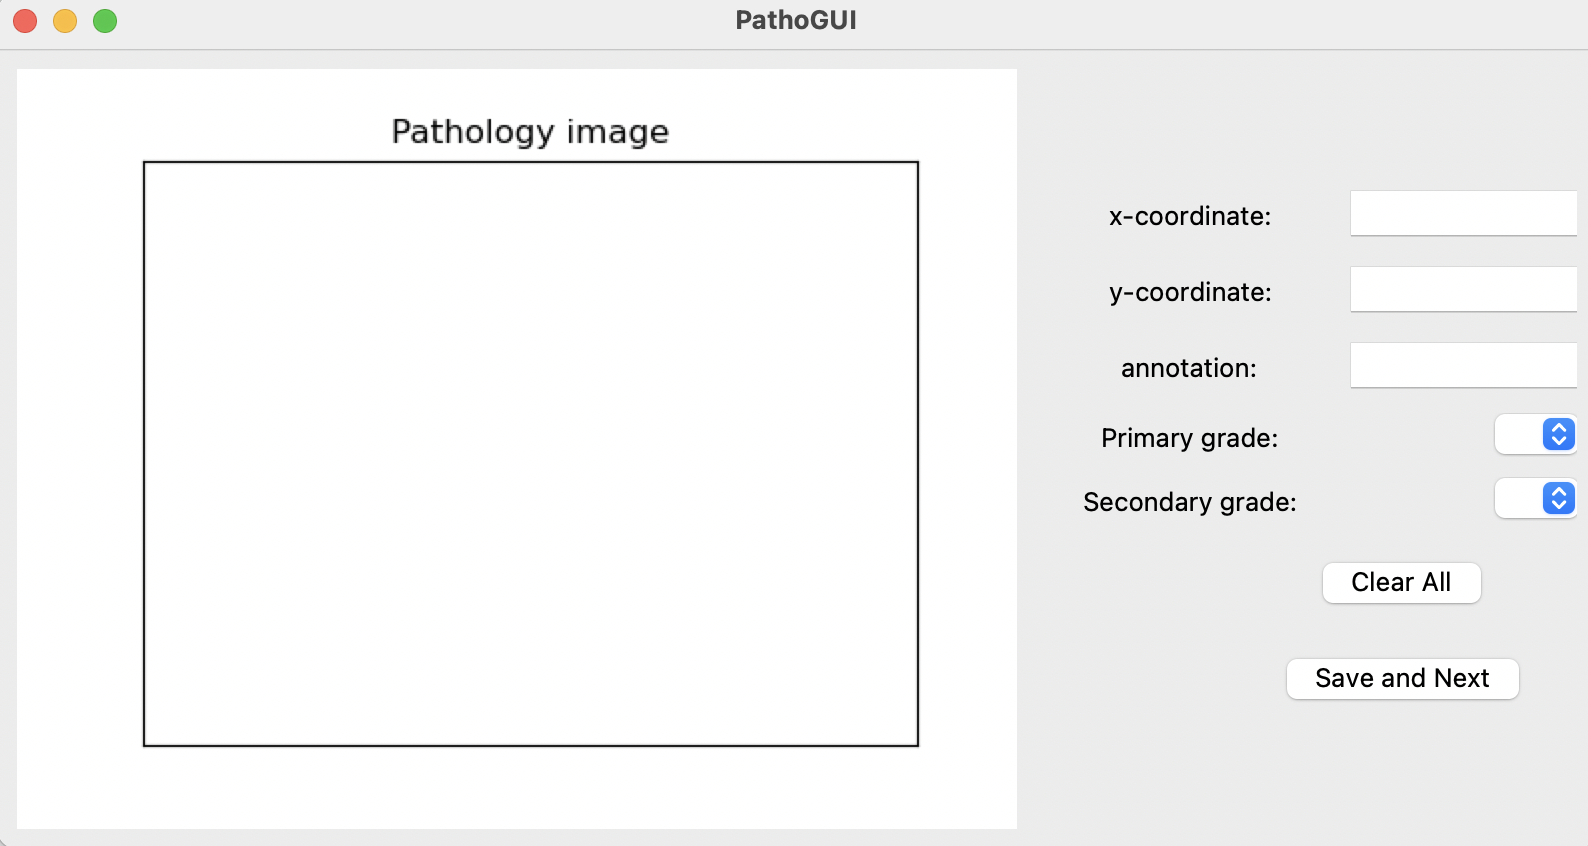 PathoGUI
Pathology image
x-coordinate:
y-coordinate:
annotation:
Primary grade:
Secondary grade:
Clear All
Save and Next